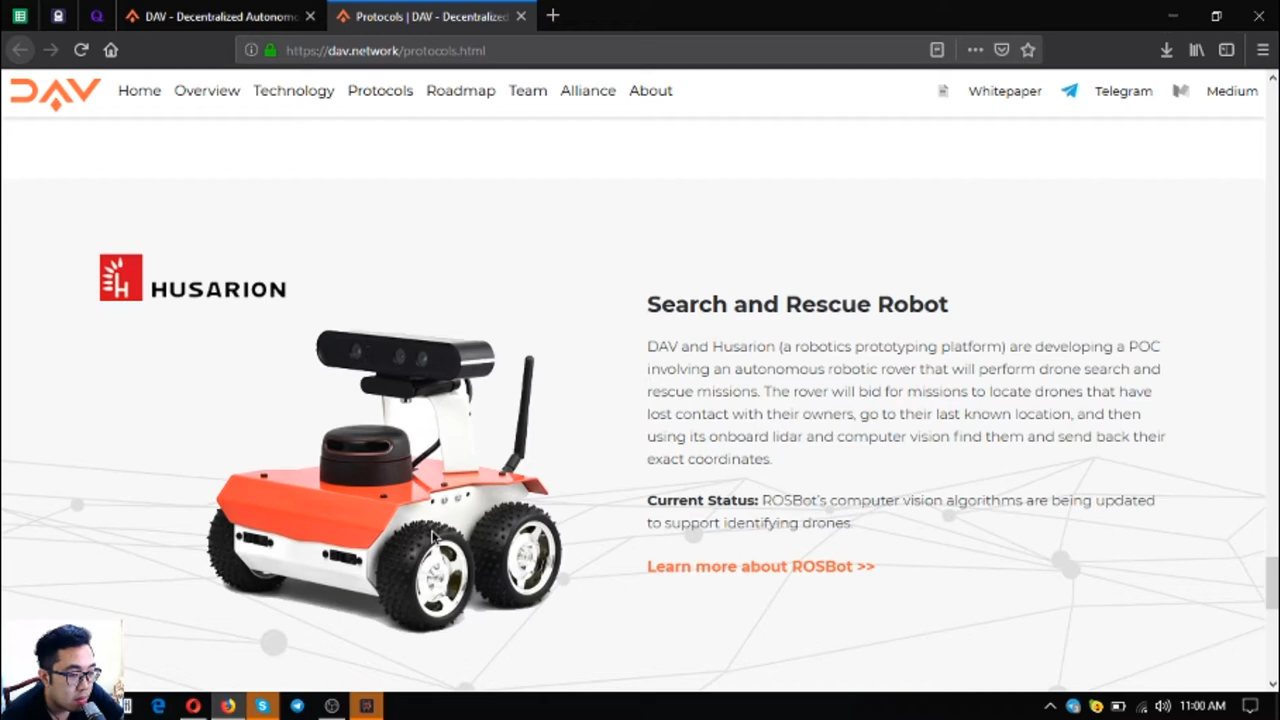 DAV - Decentralized Autonomo
Protocols | DAV - Decentralized
https://dav.network/protocols.html
DAV Home Overview Technology Protocols Roadmap Team Alliance About Whitepaper Telegram Medium
HUSARION
Search and Rescue Robot
DAV and Husarion (a robotics prototyping platform) are developing a POC
involving an autonomous robotic rover that will perform drone search and
rescue missions. The rover will bid for missions to locate drones that have
lost contact with their owners, go to their last known location, and then
using its onboard lidar and computer vision find them and send back their
exact coordinates.
Current Status: ROSBot's computer vision algorithms are being updated
to support identifying drones.
Learn more about ROSBot >>
11:00 AM